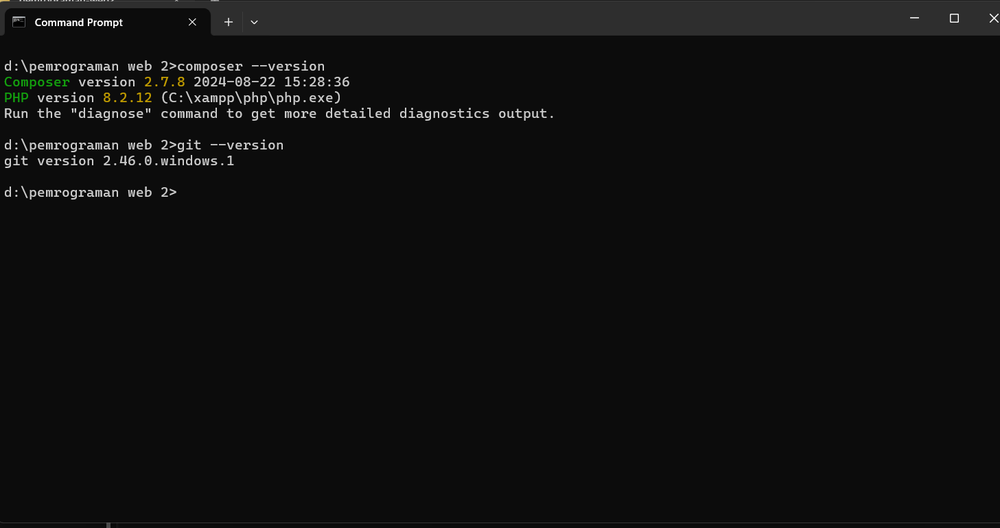 Command Prompt
d:\pemrograman web 2>composer --version
Composer version 2.7.8 2024-08-22 15:28:36
PHP version 8.2.12 (C:\xampp\php\php.exe)
Run the "diagnose" command to get more detailed diagnostics output.
d:\pemrograman web 2>git --version
git version 2.46.0.windows.1
d:\pemrograman web 2>